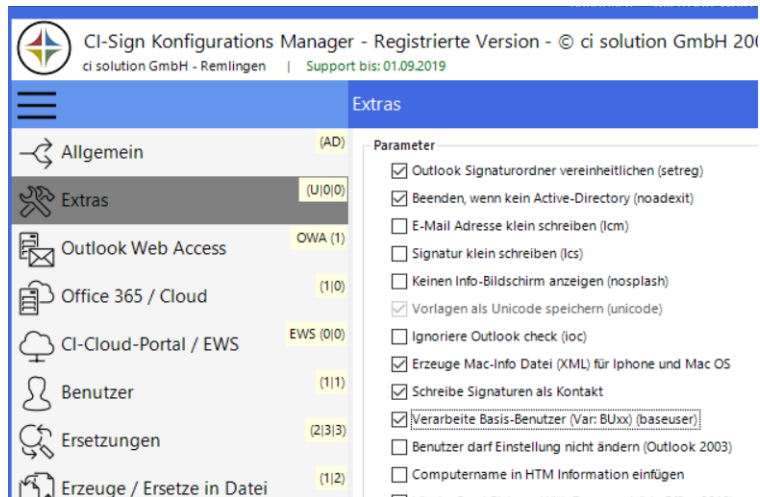 CI-Sign Konfigurations Manager - Registrierte Version - © ci solution GmbH 200
ci solution GmbH - Remlingen | Support bis: 01.09.2019
Extras
Allgemein (AD)
Extras (U|0|0)
Outlook Web Access OWA (1)
Office 365 / Cloud (1|0)
CI-Cloud-Portal / EWS EWS (0|0)
Benutzer (1|1)
Ersetzungen (2|3|3)
Erzeuge / Ersetze in Datei (1|2)
Parameter
Outlook Signaturordner vereinheitlichen (setreg)
Beenden, wenn kein Active-Directory (noadexit)
E-Mail Adresse klein schreiben (lcm)
Signatur klein schreiben (lcs)
Keinen Info-Bildschirm anzeigen (nosplash)
Vorlagen als Unicode speichern (unicode)
Ignoriere Outlook check (ioc)
Erzeuge Mac-Info Datei (XML) für Iphone und Mac OS
Schreibe Signaturen als Kontakt
Verarbeite Basis-Benutzer (Var: BUxx) (baseuser)
Benutzer darf Einstellung nicht ändern (Outlook 2003)
Computername in HTM Information einfügen